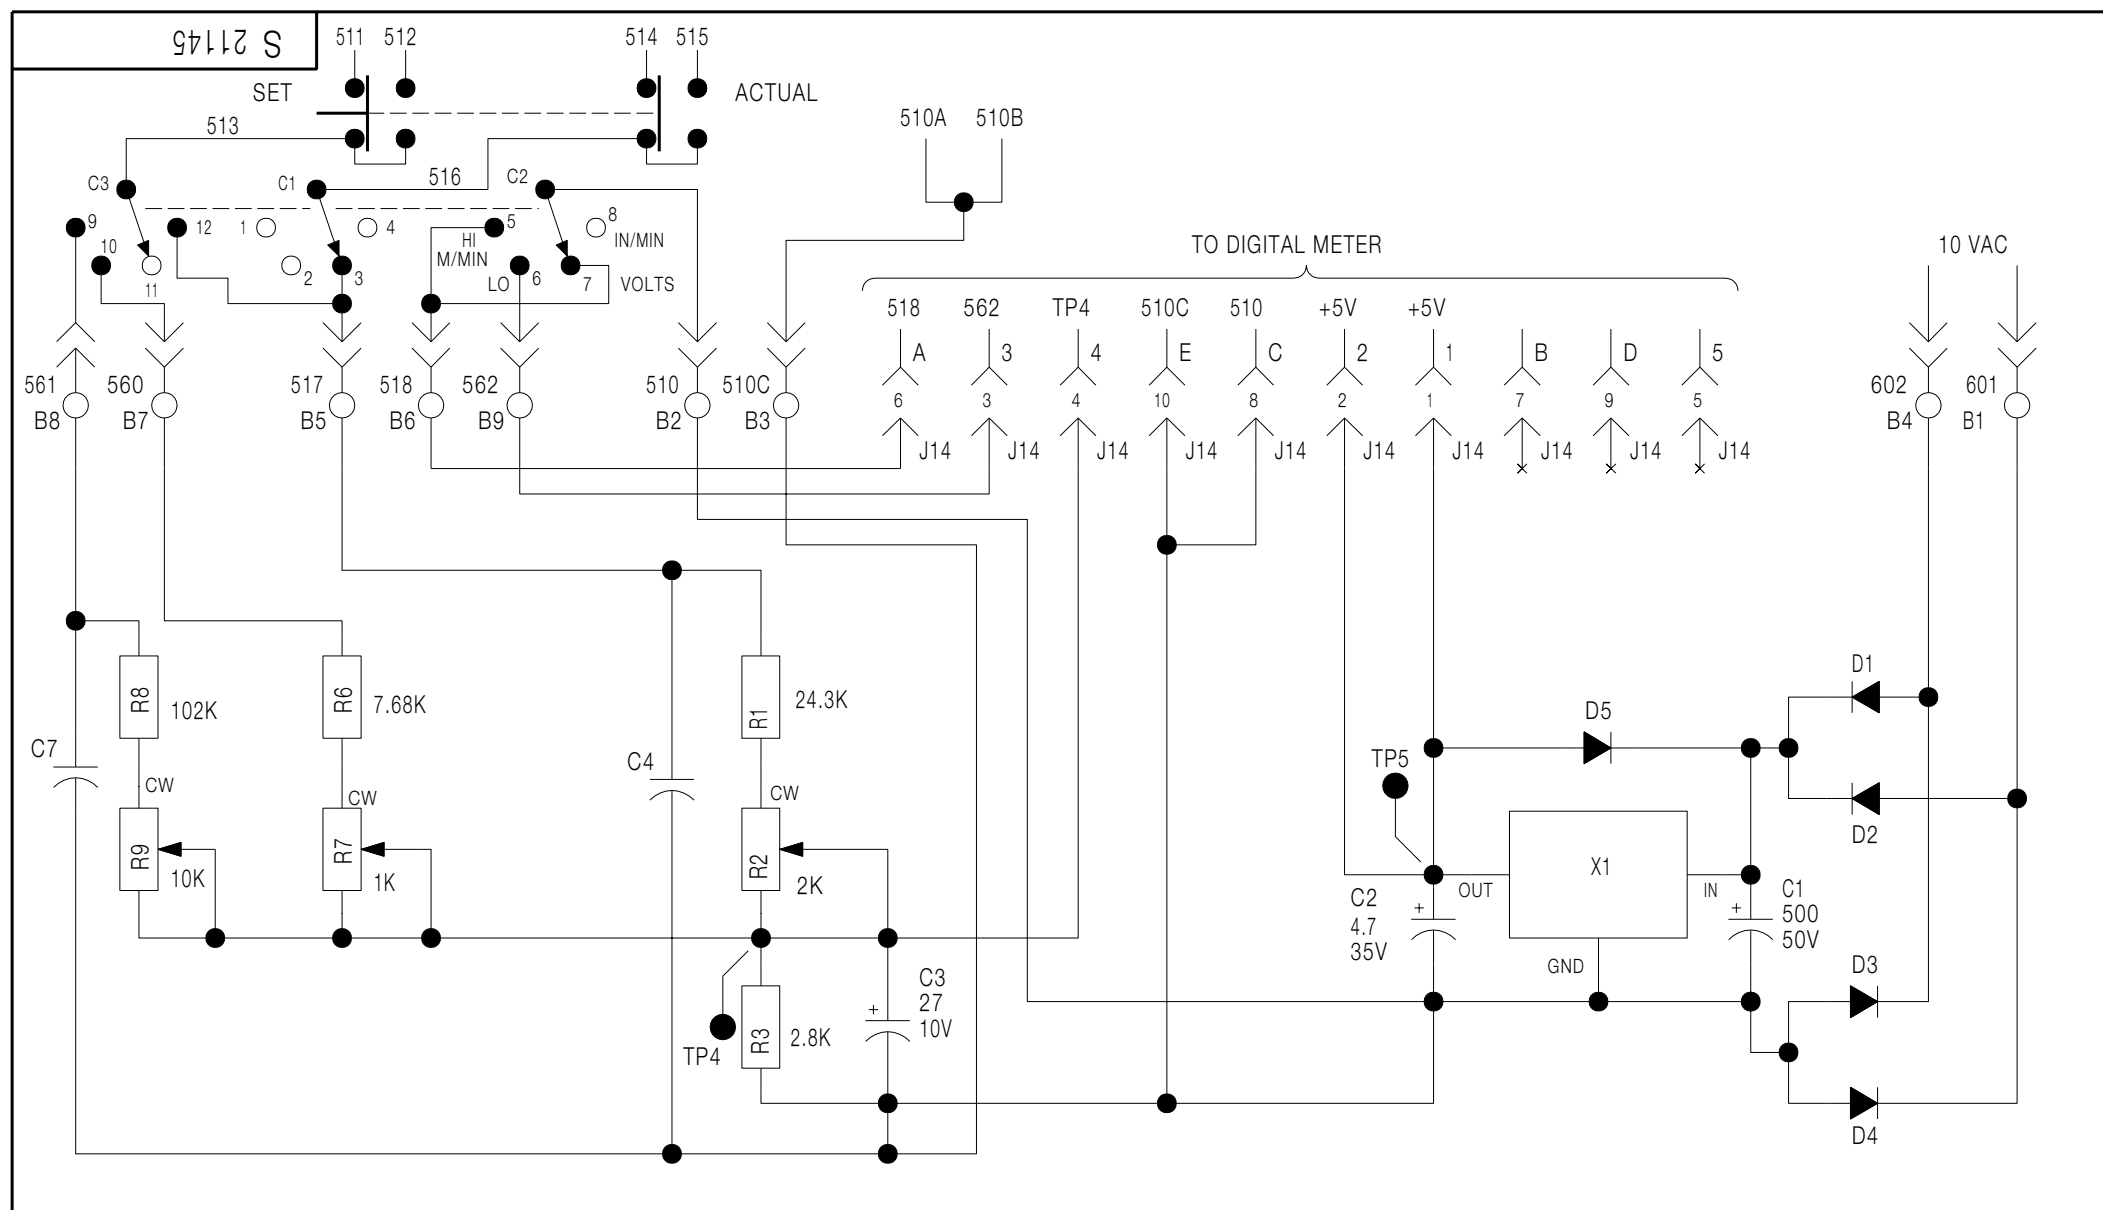 S 21145
511 512
514 515
SET
ACTUAL
513
510A 510B
C3
C1
516
C2
9
12
1
4
5
8
HI
IN/MIN
M/MIN
10
11
2
3
LO
6
7
VOLTS
TO DIGITAL METER
10 VAC
518 562 TP4 510C 510 +5V +5V
A 3 4 E C 2 1 B D 5
561 560 517 518 562 510 510C
602 601
6 3 4 10 8 2 1 7 9 5
B8 B7 B5 B6 B9 B2 B3
B4 B1
J14 J14 J14 J14 J14 J14 J14 J14 J14 J14
D1
R8
102K
R6
7.68K
R1
24.3K
D5
C7
C4
TP5
CW
CW
CW
D2
R9
10K
R7
1K
R2
2K
X1
OUT
IN
C2
4.7
35V
+
C1
500
50V
+
GND
D3
C3
27
10V
+
TP4
R3
2.8K
D4